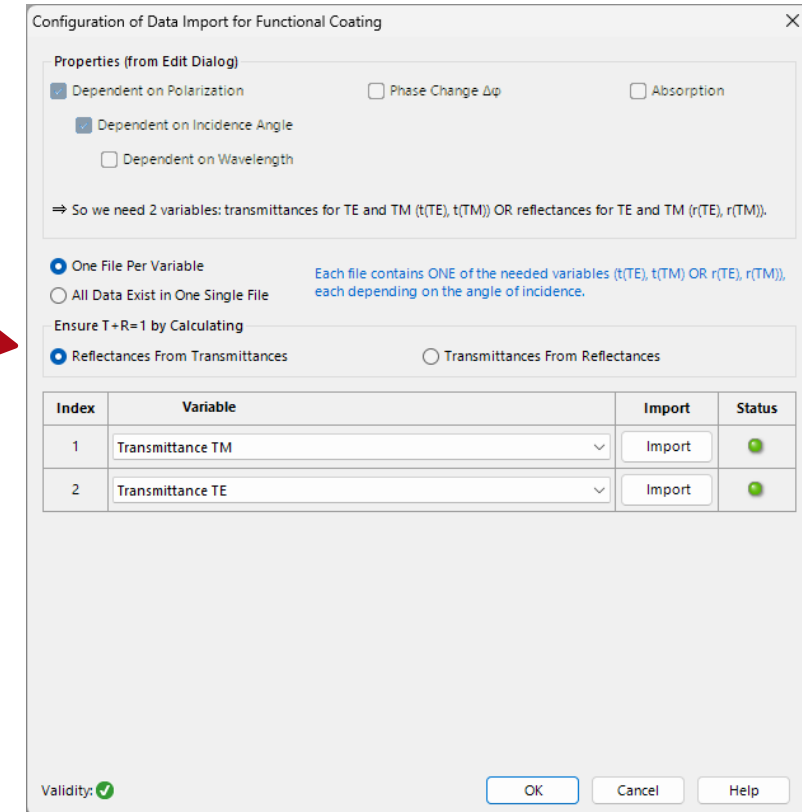 Configuration of Data Import for Functional Coating
Properties (from Edit Dialog)
Dependent on Polarization
Phase Change Δφ
Absorption
Dependent on Incidence Angle
Dependent on Wavelength
⇒ So we need 2 variables: transmittances for TE and TM (t(TE), t(TM)) OR reflectances for TE and TM (r(TE), r(TM)).
One File Per Variable
All Data Exist in One Single File
Each file contains ONE of the needed variables (t(TE), t(TM) OR r(TE), r(TM)),
each depending on the angle of incidence.
Ensure T+R=1 by Calculating
Reflectances From Transmittances
Transmittances From Reflectances
Index Variable Import Status
1 Transmittance TM Import
2 Transmittance TE Import
Validity:
OK Cancel Help